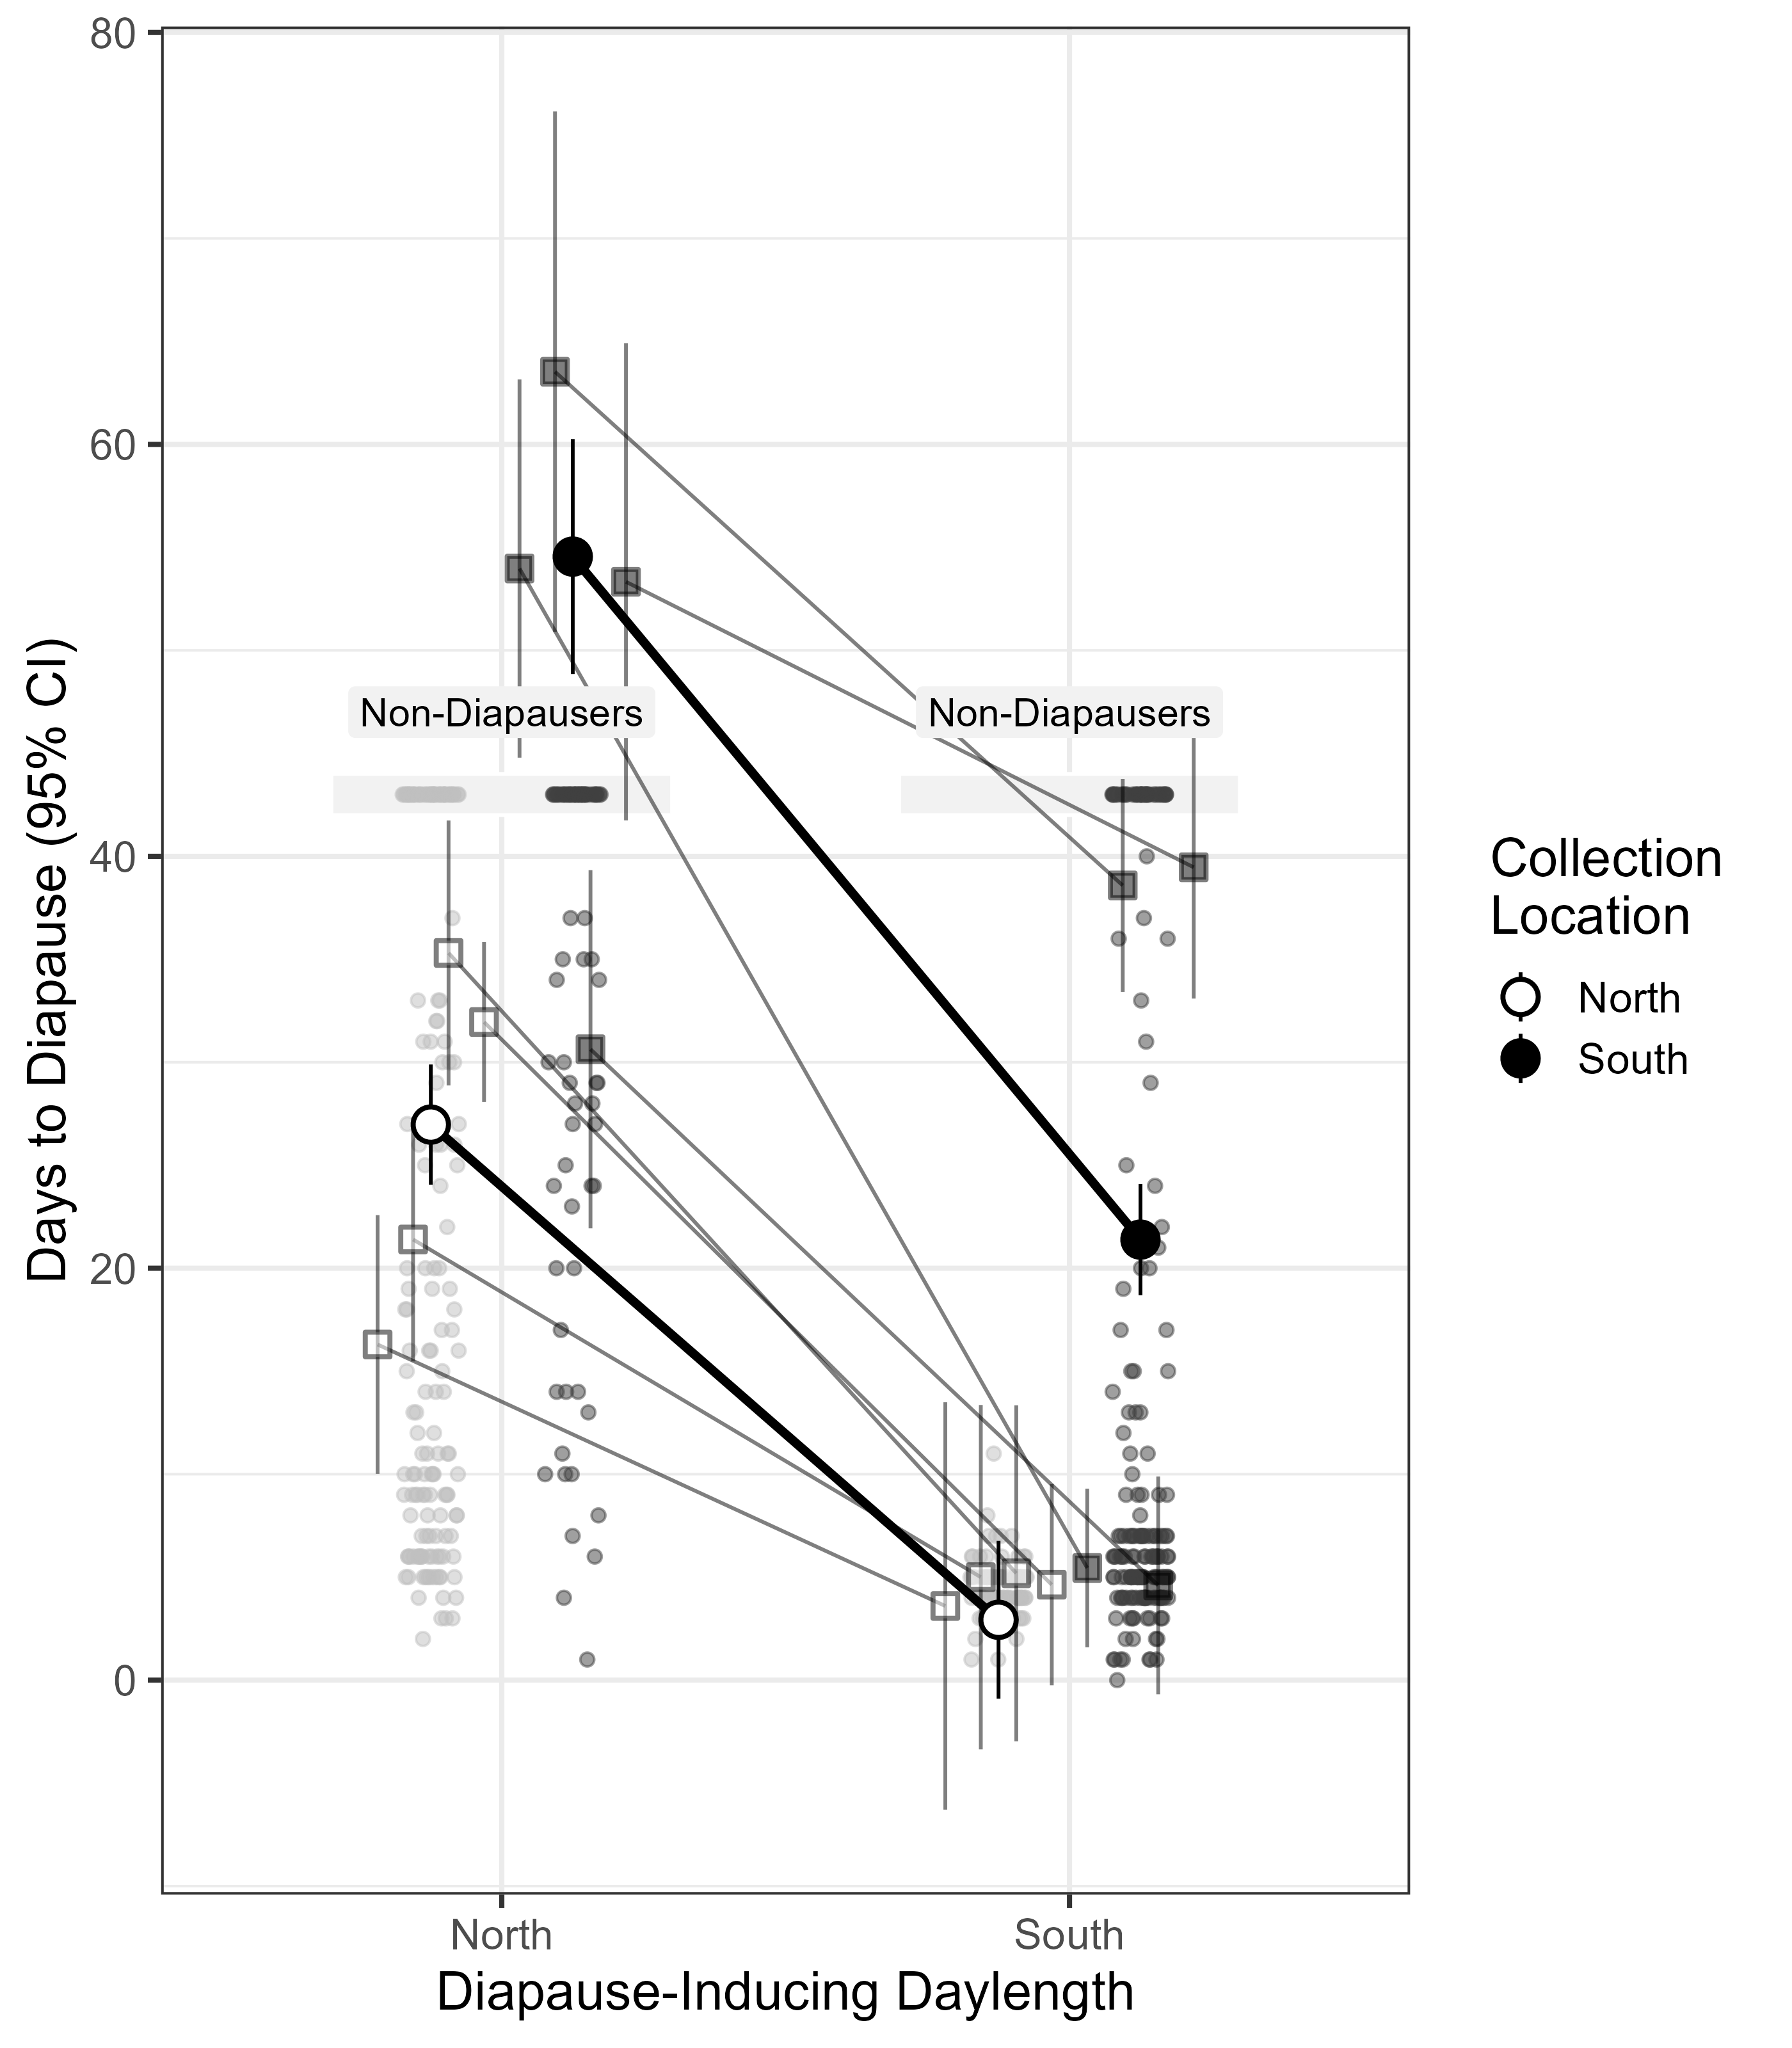 80
60
40
20
0
Days to Diapause (95% CI)
Non-Diapausers
Non-Diapausers
North
South
Diapause-Inducing Daylength
Collection
Location
North
South